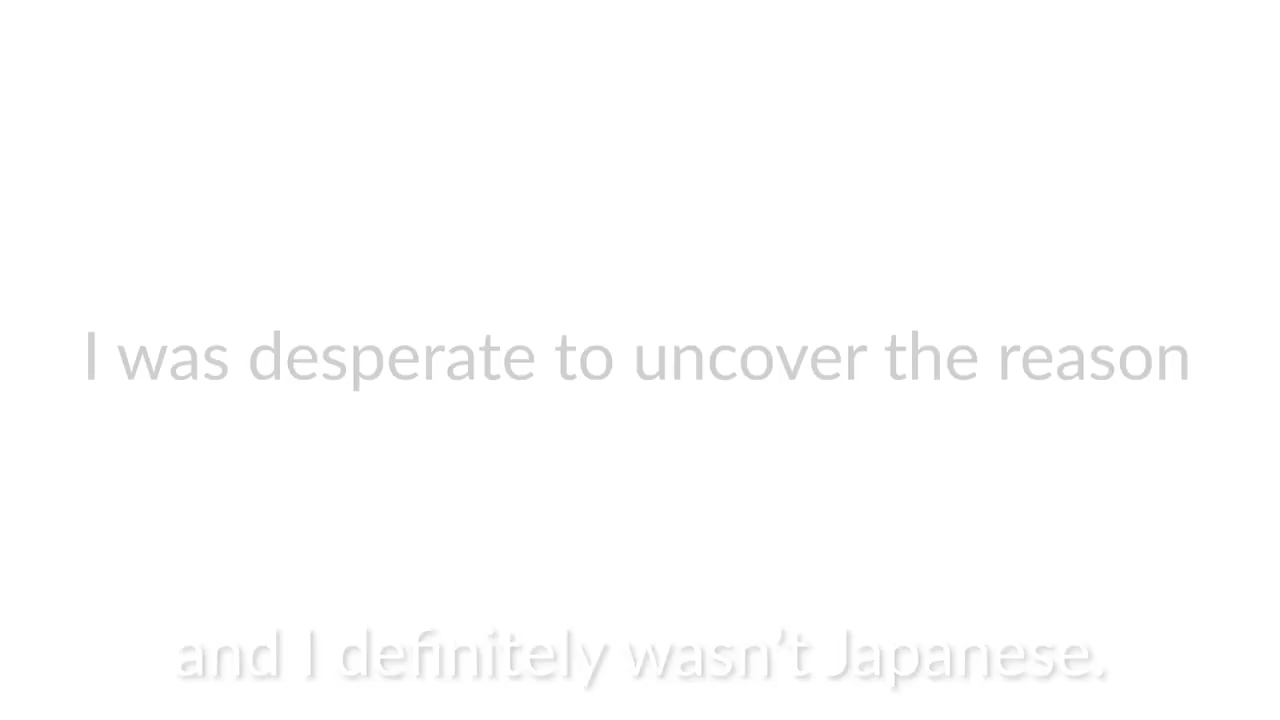 I was desperate to uncover the reason
and I definitely wasn’t Japanese.